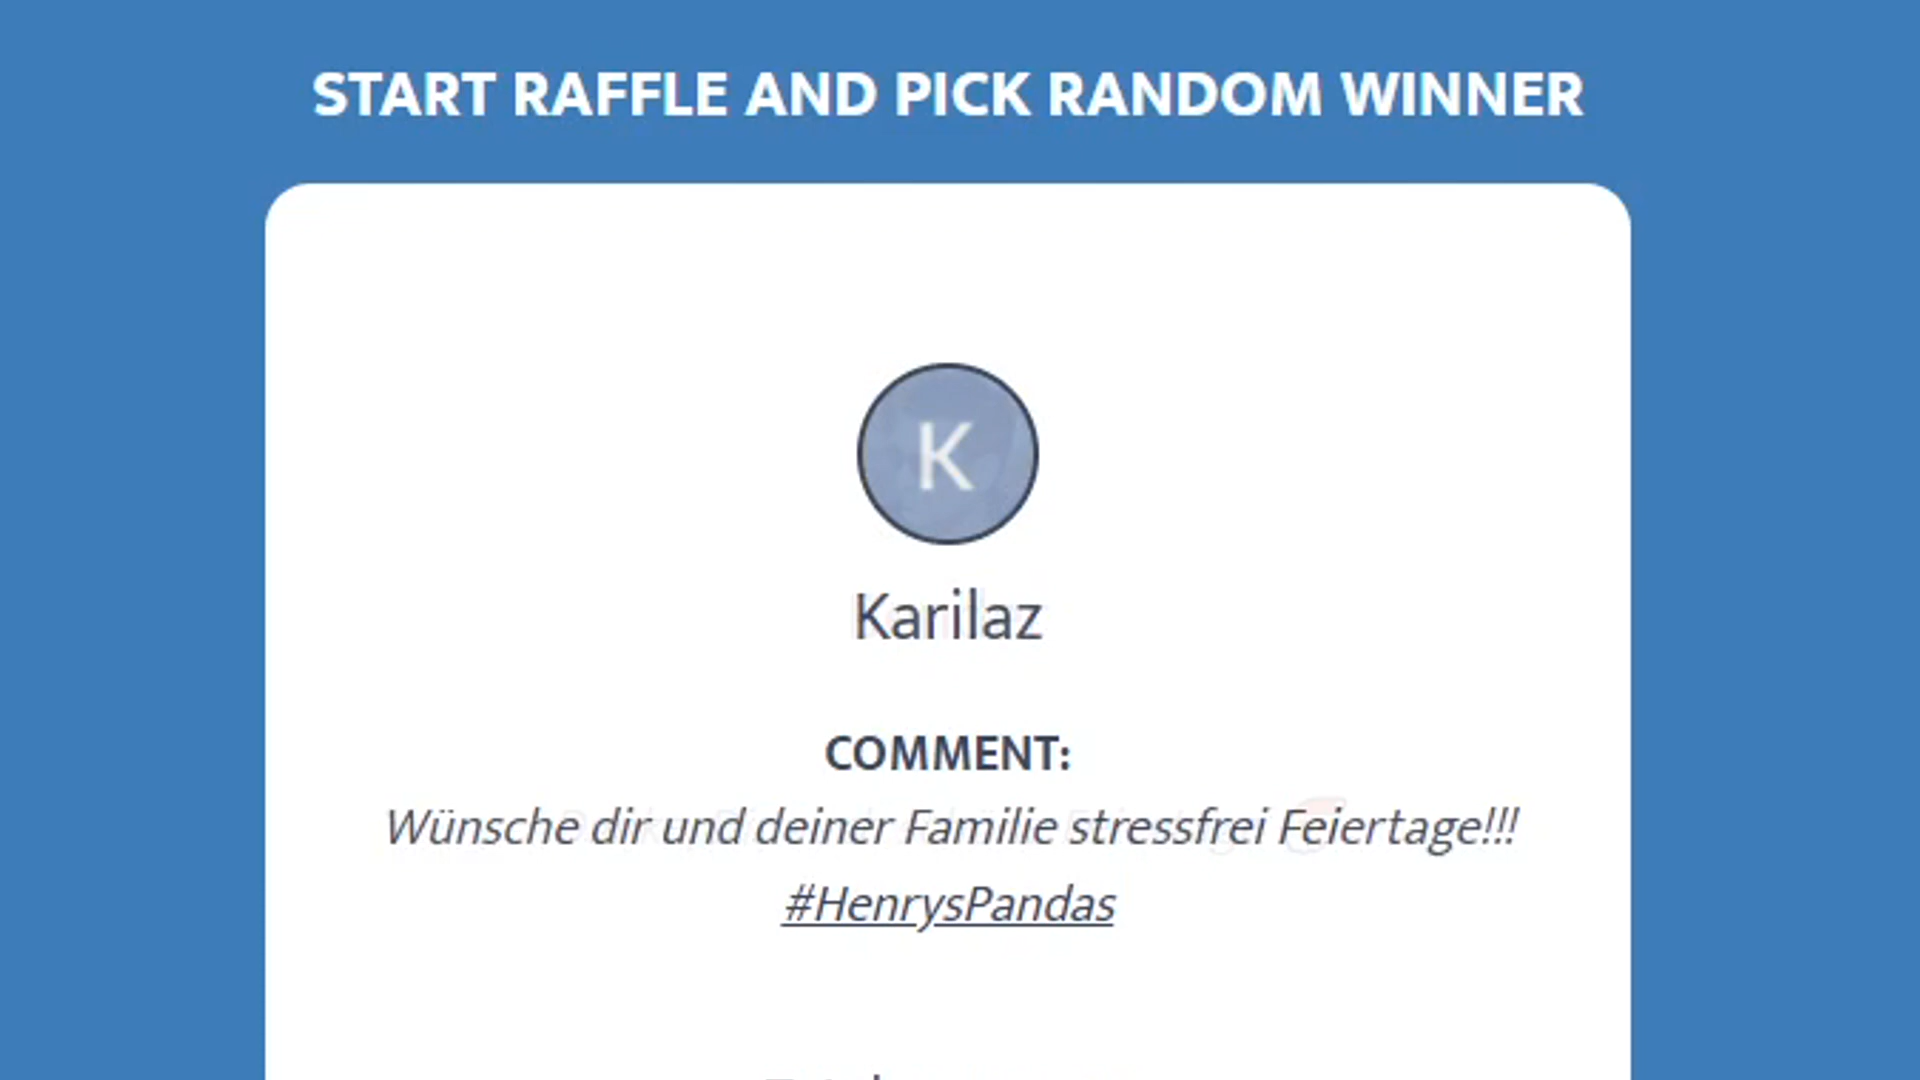 START RAFFLE AND PICK RANDOM WINNER
K
Karilaz
COMMENT:
Wünsche dir und deiner Familie stressfrei Feiertage!!!
#HenrysPandas